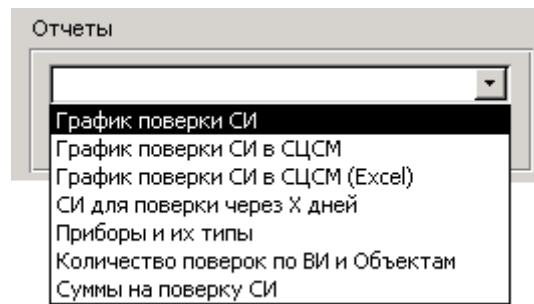 Отчеты
График поверки СИ
График поверки СИ в СЦСМ
График поверки СИ в СЦСМ (Excel)
СИ для поверки через X дней
Приборы и их типы
Количество поверок по ВИ и Объектам
Суммы на поверку СИ